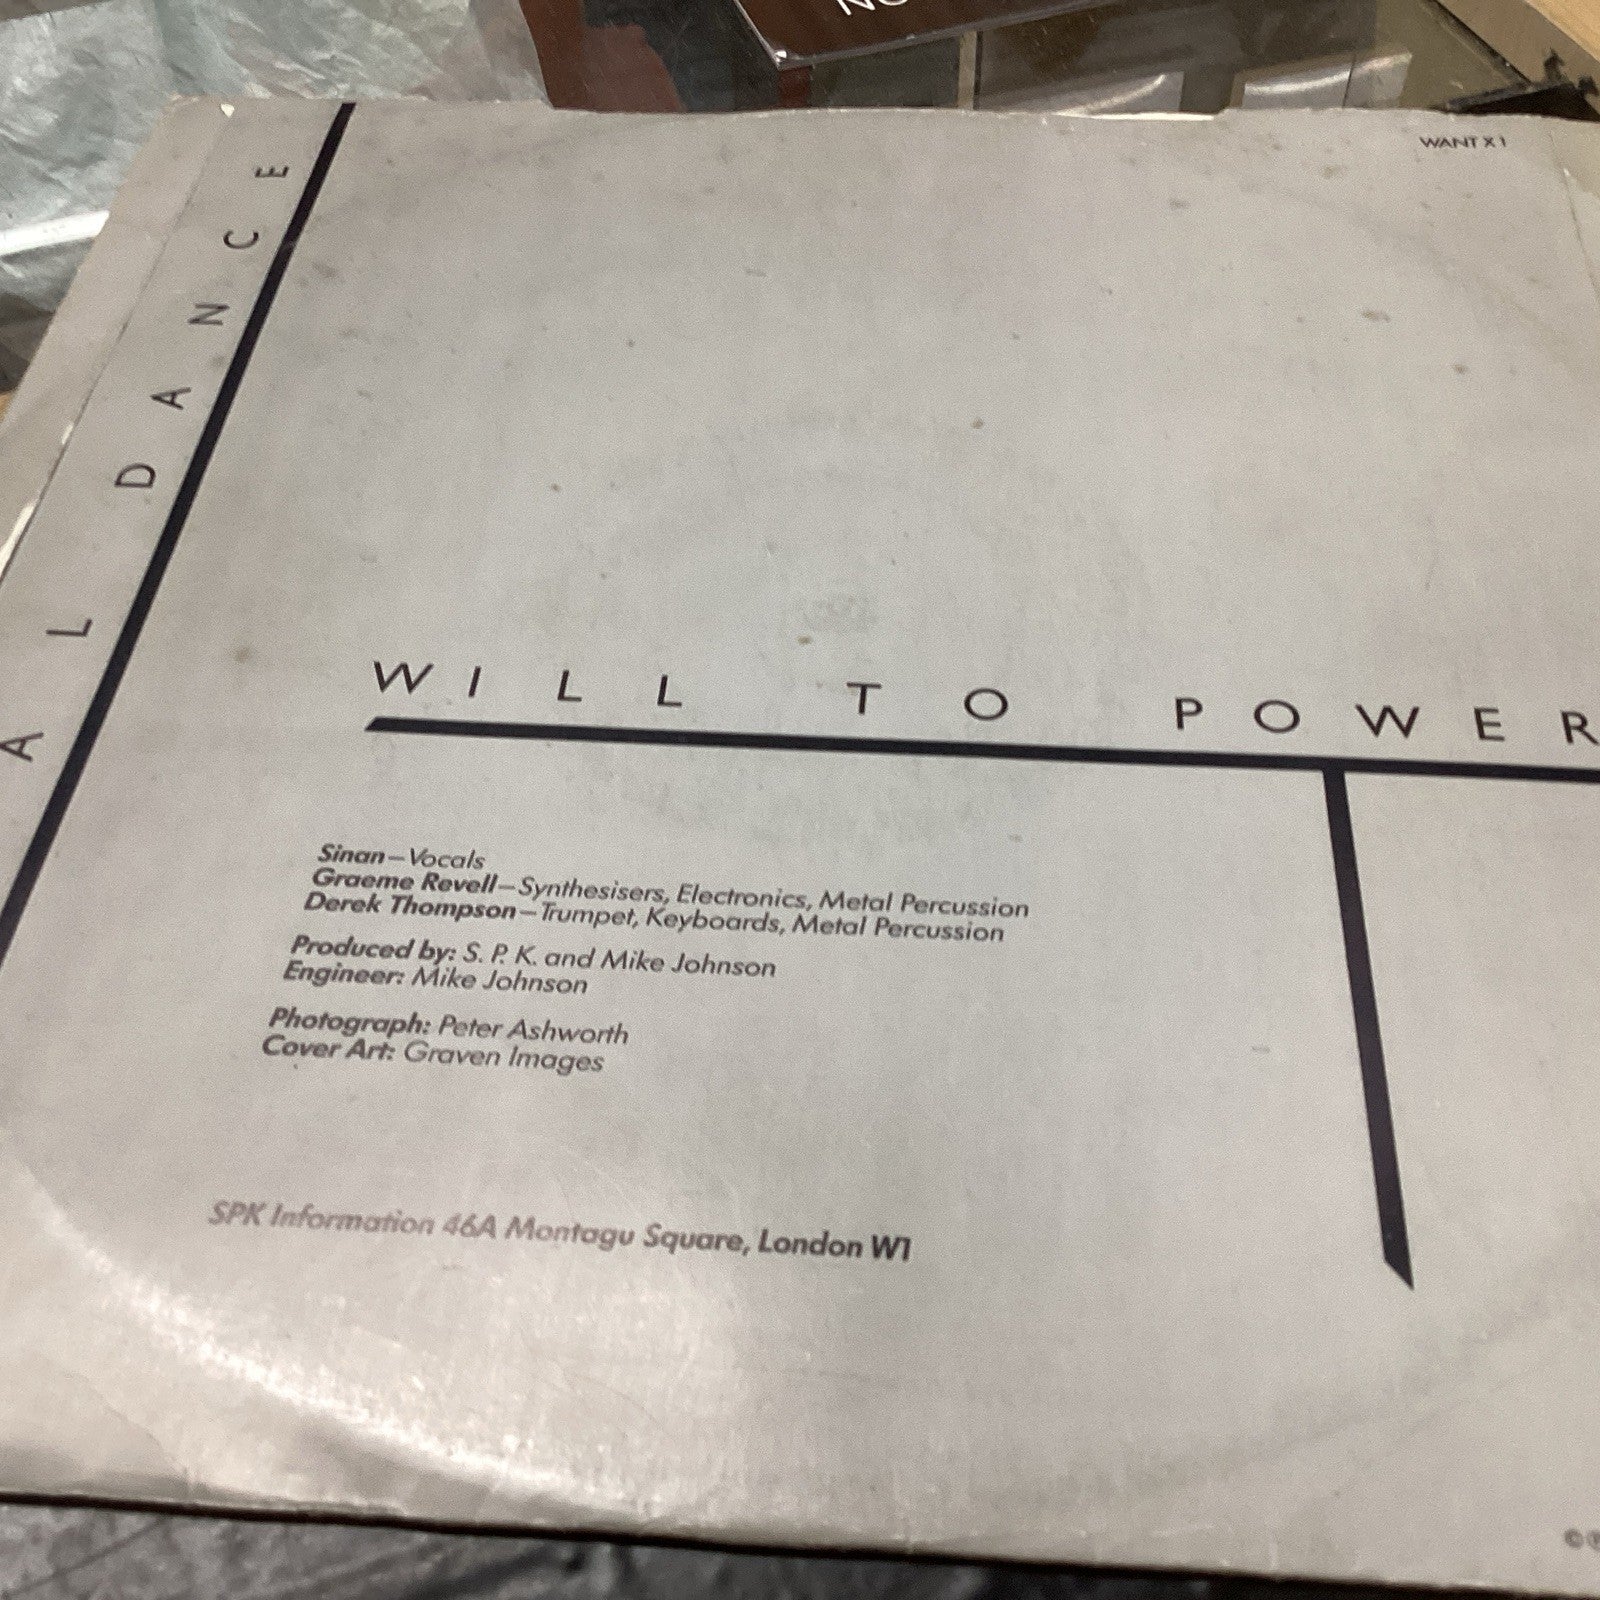 WANT X 1
A L D A N C E
W I L L T O P O W E R
Sinan—Vocals
Graeme Revell—Synthesisers, Electronics, Metal Percussion
Derek Thompson—Trumpet, Keyboards, Metal Percussion
Produced by: S. P. K. and Mike Johnson
Engineer: Mike Johnson
Photograph: Peter Ashworth
Cover Art: Graven Images
SPK Information 46A Montagu Square, London W1
©